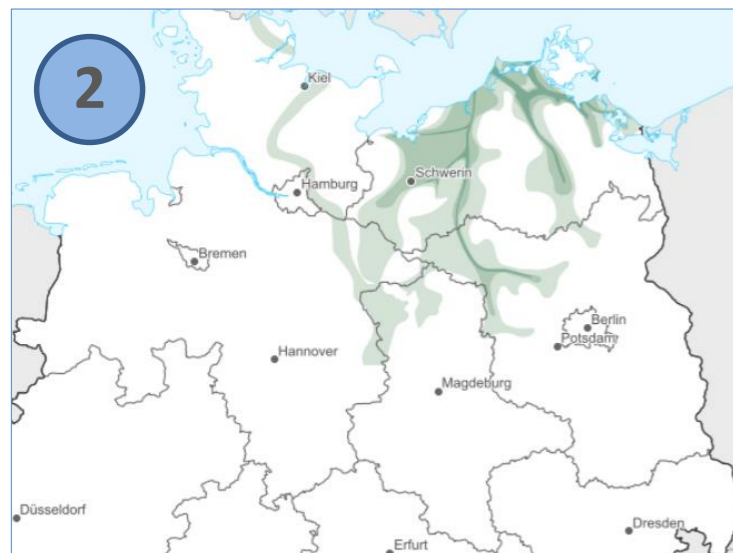 2
Kiel
Schwerin
Hamburg
Bremen
Berlin
Potsdam
Hannover
Magdeburg
Düsseldorf
Dresden
Erfurt